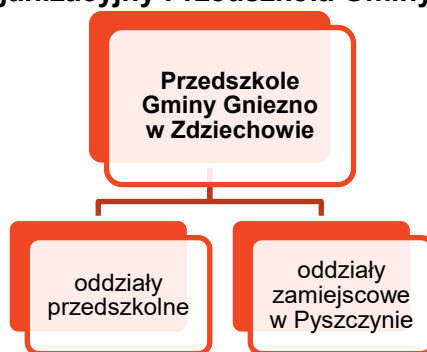 Przedszkole
Gminy Gniezno
w Zdziechowie
oddziały
przedszkolne
oddziały
zamiejscowe
w Pyszczynie